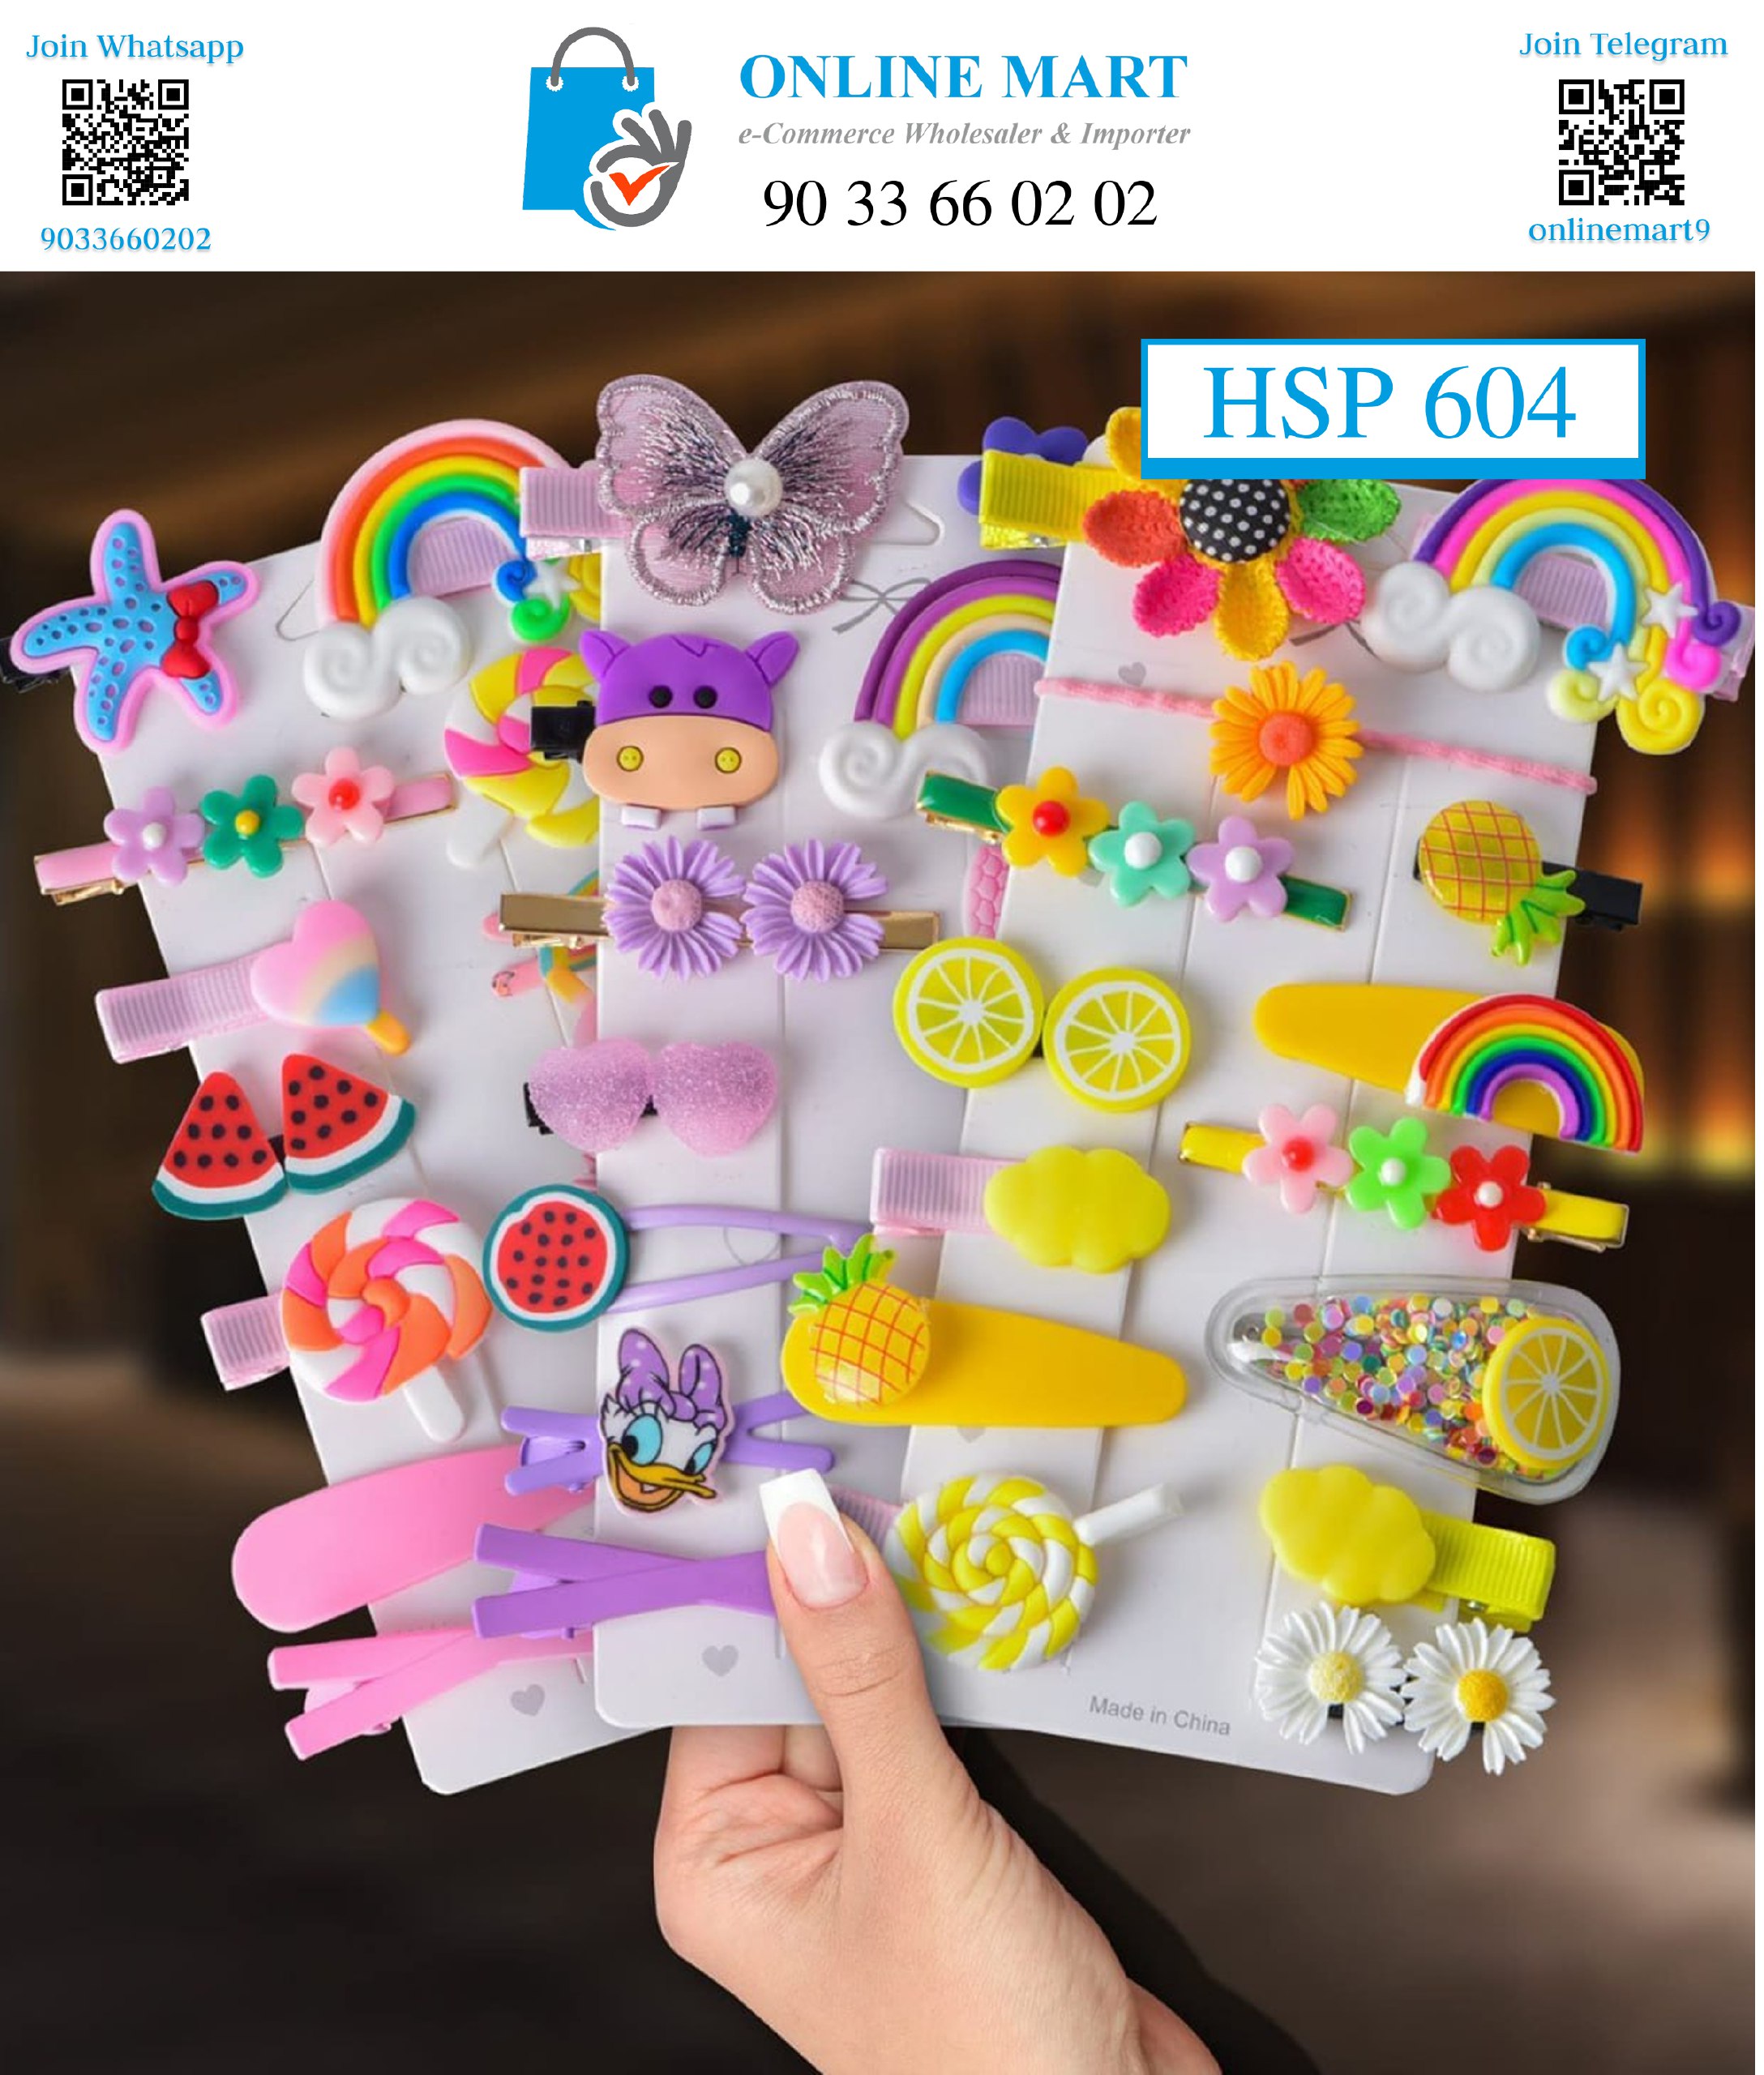 Join Whatsapp
9033660202
ONLINE MART
e-Commerce Wholesaler & Importer
90 33 66 02 02
Join Telegram
onlinemart9
HSP 604
Made in China